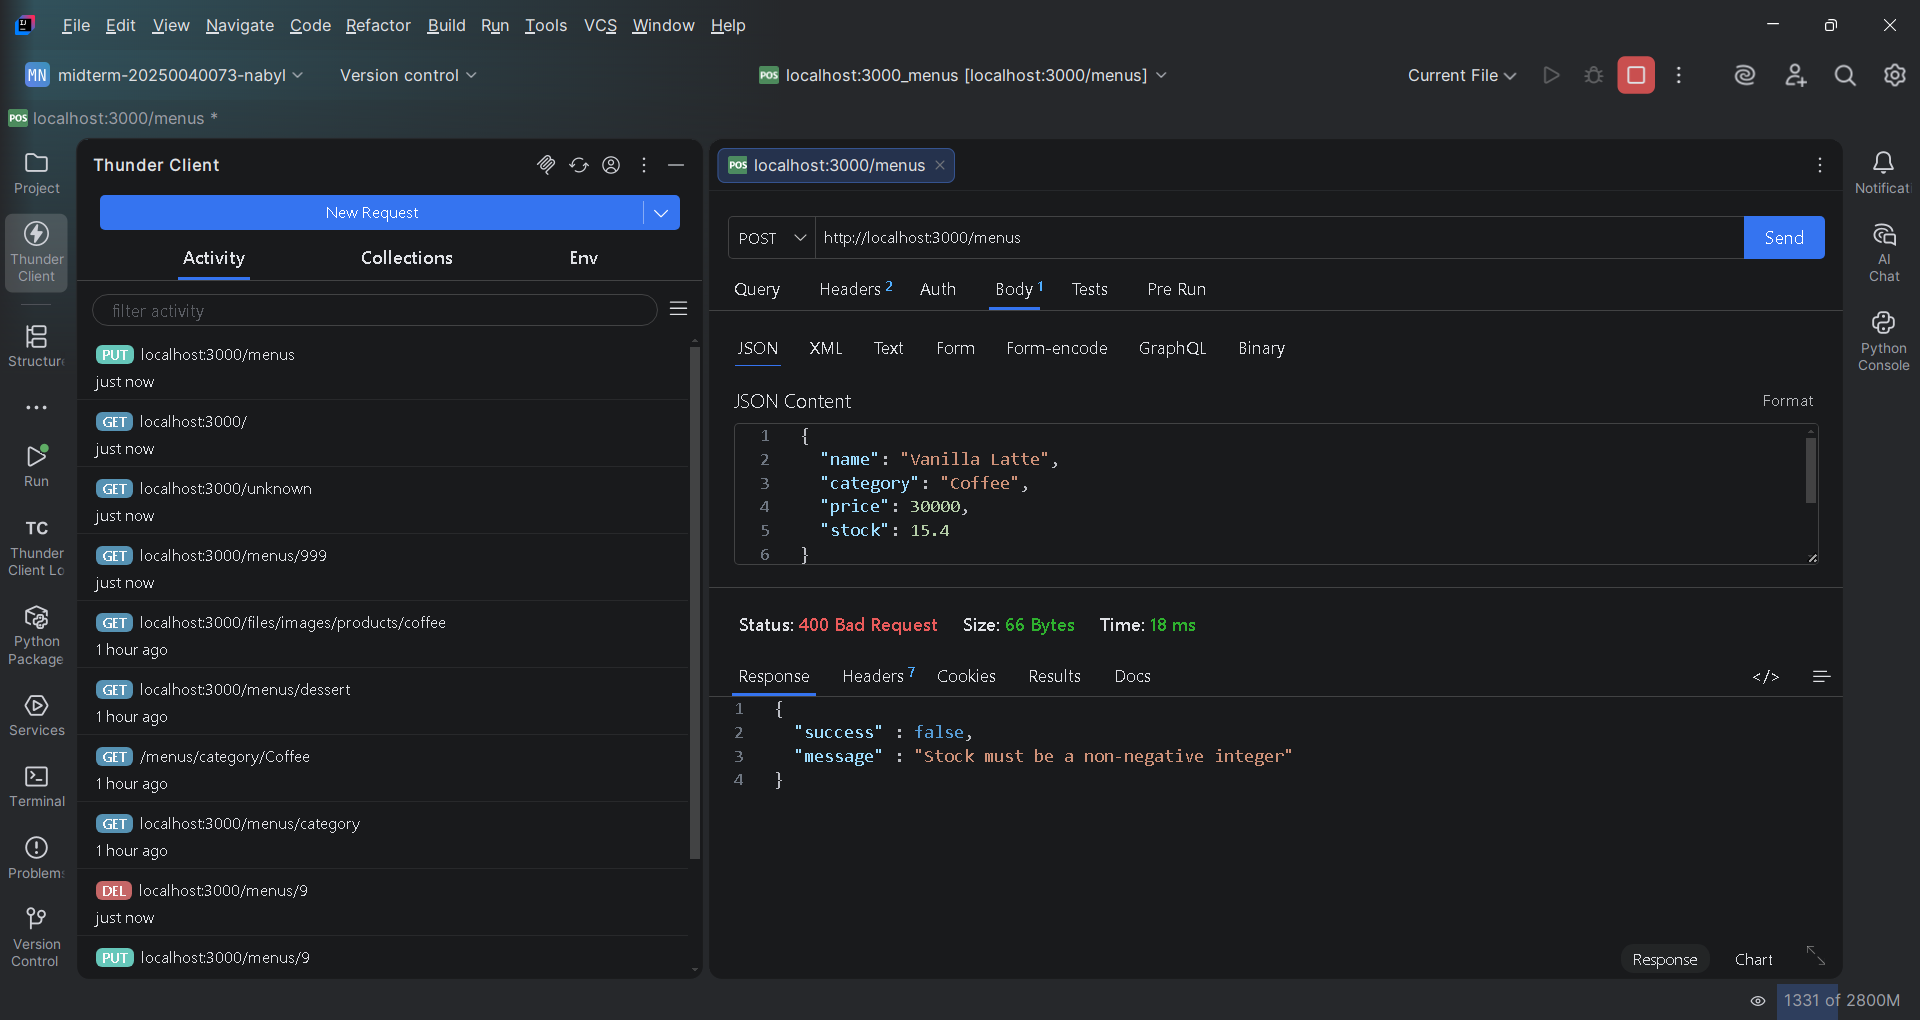 File Edit View Navigate Code Refactor Build Run Tools VCS Window Help
MN midterm-20250040073-nabyl Version control POS localhost:3000_menus [localhost:3000/menus] Current File
POS localhost:3000/menus *
Project
Thunder
Client
Structure
Run
TC
Thunder
Client Lo
Python
Package
Services
Terminal
Problem
Version
Control
Thunder Client
New Request
Activity Collections Env
filter activity
PUT localhost:3000/menus
just now
GET localhost:3000/
just now
GET localhost:3000/unknown
just now
GET localhost:3000/menus/999
just now
GET localhost:3000/files/images/products/coffee
1 hour ago
GET localhost:3000/menus/dessert
1 hour ago
GET /menus/category/Coffee
1 hour ago
GET localhost:3000/menus/category
1 hour ago
DEL localhost:3000/menus/9
just now
PUT localhost:3000/menus/9
POS localhost:3000/menus
POST http://localhost:3000/menus Send
Query Headers 2 Auth Body 1 Tests Pre Run
JSON XML Text Form Form-encode GraphQL Binary
JSON Content Format
1 {
2 "name": "Vanilla Latte",
3 "category": "Coffee",
4 "price": 30000,
5 "stock": 15.4
6 }
Status: 400 Bad Request Size: 66 Bytes Time: 18 ms
Response Headers 7 Cookies Results Docs </>
1 {
2 "success" : false,
3 "message" : "Stock must be a non-negative integer"
4 }
Response Chart
Notificati
AI
Chat
Python
Console
1331 of 2800M